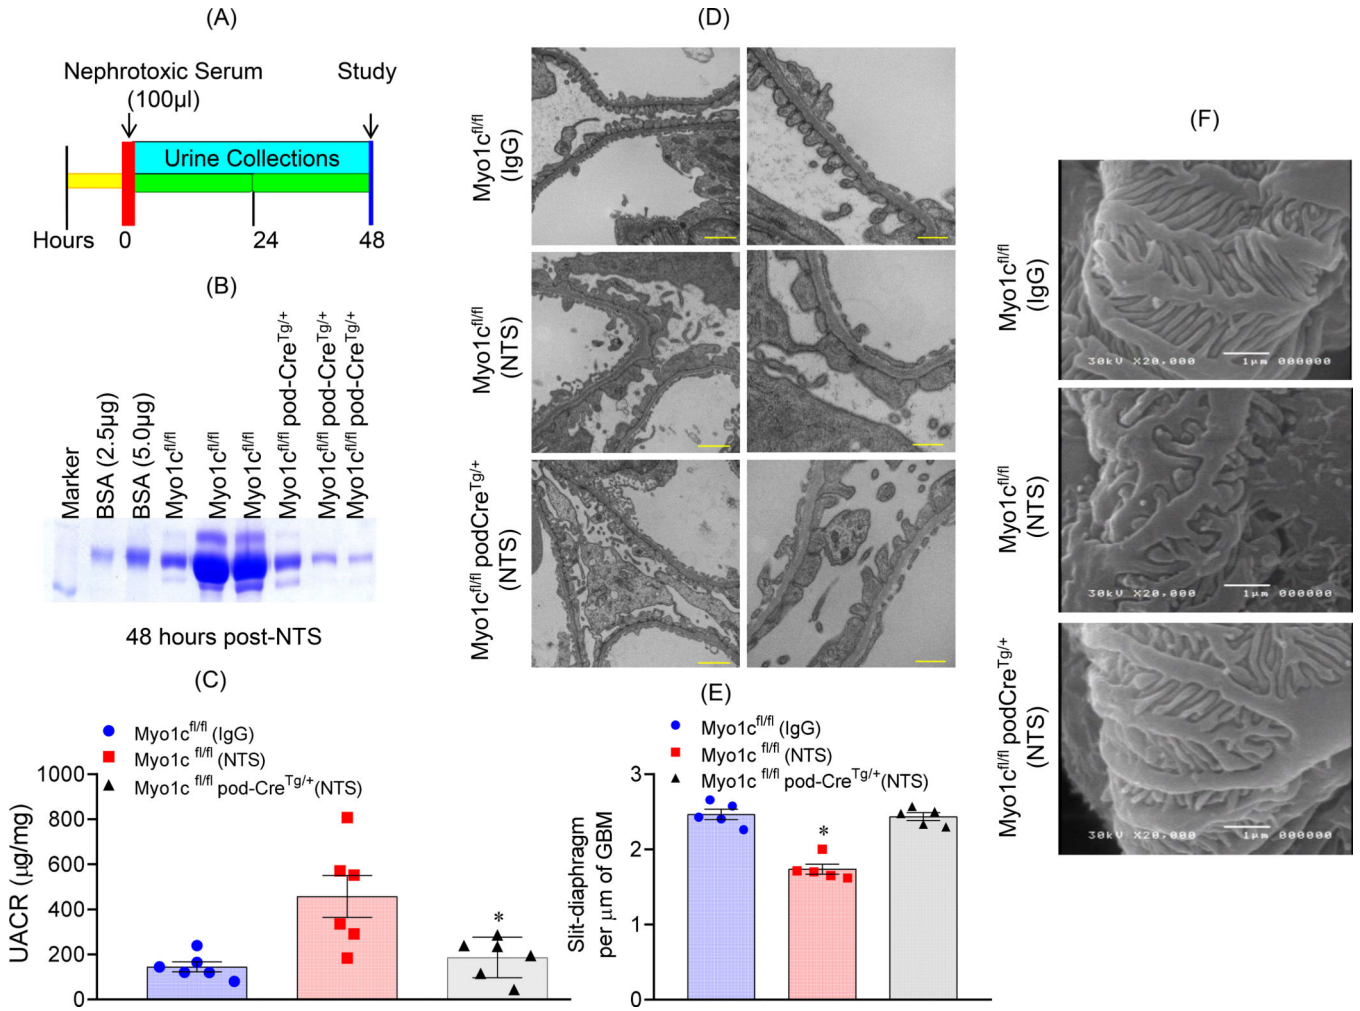 (A)
Nephrotoxic Serum
(100µl)
Study
Urine Collections
Hours 0 24 48
(B)
Marker
BSA (2.5µg)
BSA (5.0µg)
Myo1c^fl/fl
Myo1c^fl/fl
Myo1c^fl/fl
Myo1c^fl/fl pod-Cre^Tg/+
Myo1c^fl/fl pod-Cre^Tg/+
Myo1c^fl/fl pod-Cre^Tg/+
48 hours post-NTS
(C)
Myo1c^fl/fl (IgG)
Myo1c^fl/fl (NTS)
Myo1c^fl/fl pod-Cre^Tg/+(NTS)
UACR (µg/mg)
1000
800
600
400
200
0
*
(D)
Myo1c^fl/fl
(IgG)
Myo1c^fl/fl
(NTS)
Myo1c^fl/fl podCre^Tg/+
(NTS)
(E)
Myo1c^fl/fl (IgG)
Myo1c^fl/fl (NTS)
Myo1c^fl/fl pod-Cre^Tg/+(NTS)
Slit-diaphragm
per µm of GBM
3
2
1
0
*
(F)
Myo1c^fl/fl
(IgG)
30kV X20,000 1µm 000000
Myo1c^fl/fl
(NTS)
30kV X20,000 1µm 000000
Myo1c^fl/fl podCre^Tg/+
(NTS)
30kV X20,000 1µm 000000